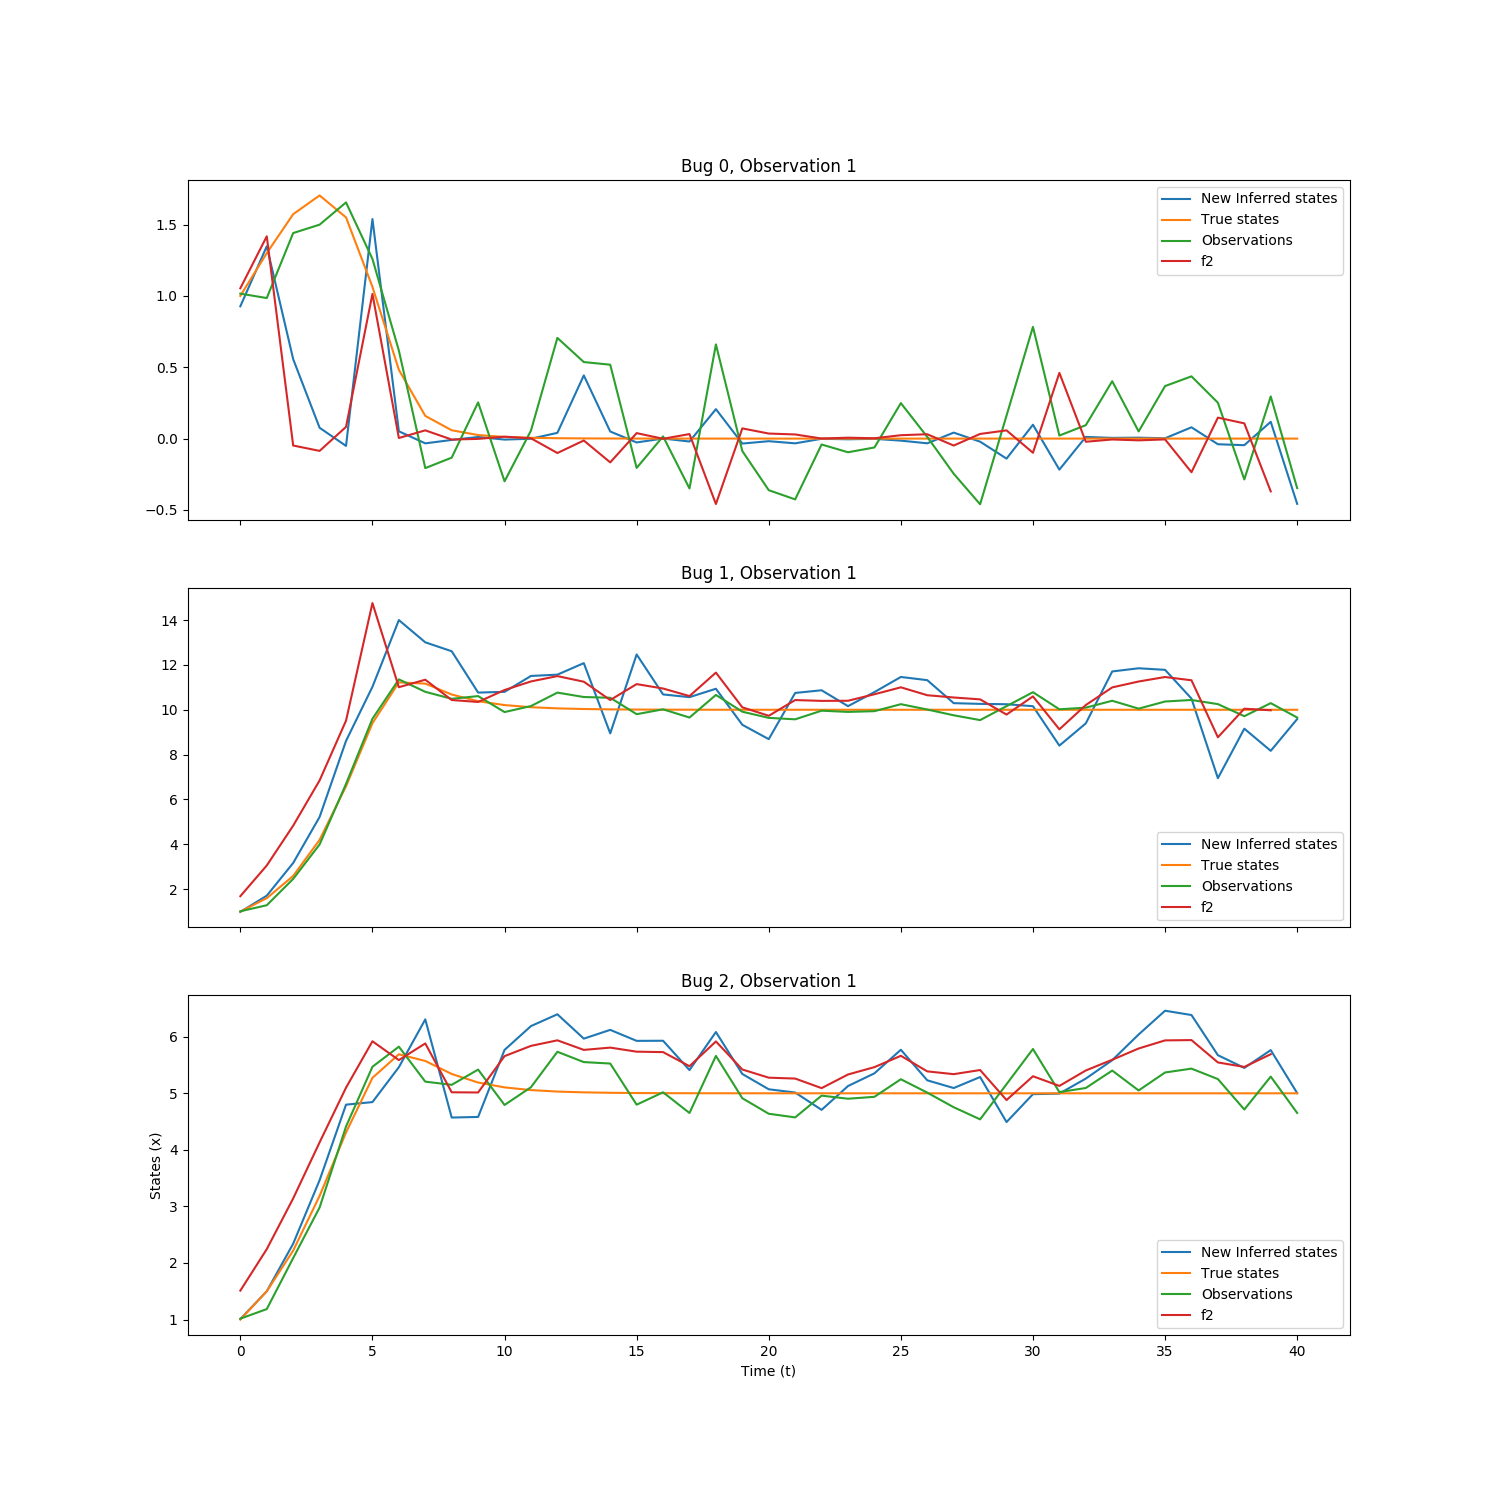 Bug 0, Observation 1
1.5
1.0
0.5
0.0
−0.5
New Inferred states
True states
Observations
f2
Bug 1, Observation 1
14
12
10
8
6
4
2
New Inferred states
True states
Observations
f2
Bug 2, Observation 1
States (x)
6
5
4
3
2
1
New Inferred states
True states
Observations
f2
0 5 10 15 20 25 30 35 40
Time (t)